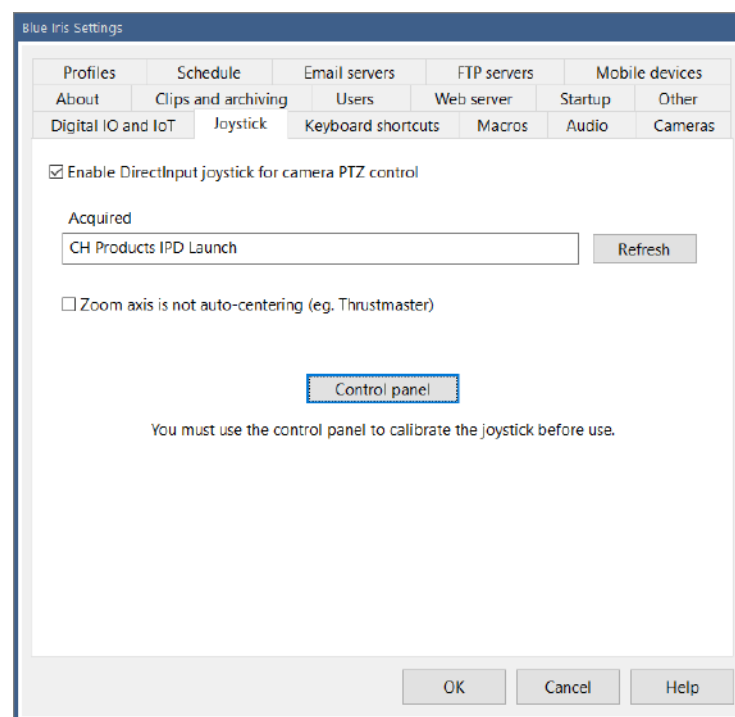 Blue Iris Settings
Profiles Schedule Email servers FTP servers Mobile devices
About Clips and archiving Users Web server Startup Other
Digital IO and IoT Joystick Keyboard shortcuts Macros Audio Cameras
Enable DirectInput joystick for camera PTZ control
Acquired
CH Products IPD Launch Refresh
Zoom axis is not auto-centering (eg. Thrustmaster)
Control panel
You must use the control panel to calibrate the joystick before use.
OK Cancel Help